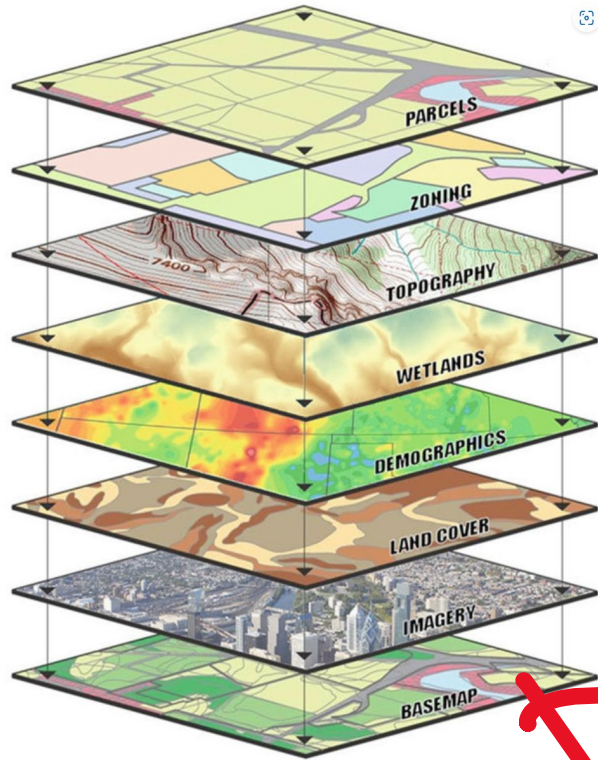 PARCELS
ZONING
7400
TOPOGRAPHY
WETLANDS
DEMOGRAPHICS
LAND COVER
IMAGERY
BASEMAP